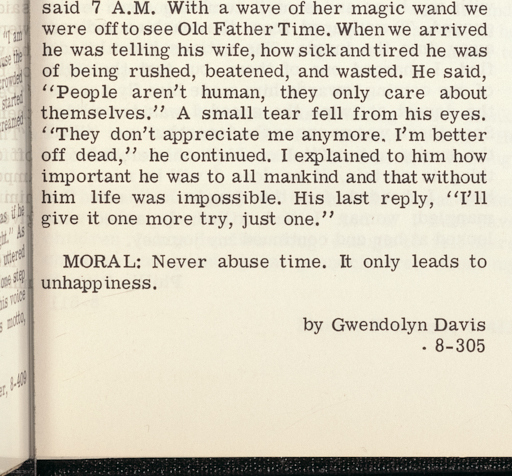 said 7 A.M. With a wave of her magic wand we
were off to see Old Father Time. When we arrived
he was telling his wife, how sick and tired he was
of being rushed, beatened, and wasted. He said,
“People aren’t human, they only care about
themselves.” A small tear fell from his eyes.
“They don’t appreciate me anymore. I’m better
off dead,” he continued. I explained to him how
important he was to all mankind and that without
him life was impossible. His last reply, “I’ll
give it one more try, just one.”
MORAL: Never abuse time. It only leads to
unhappiness.
by Gwendolyn Davis
8-305